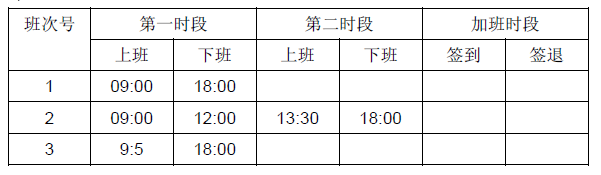 班次号 第一时段 第二时段 加班时段
上班 下班 上班 下班 签到 签退
1 09:00 18:00
2 09:00 12:00 13:30 18:00
3 9:5 18:00